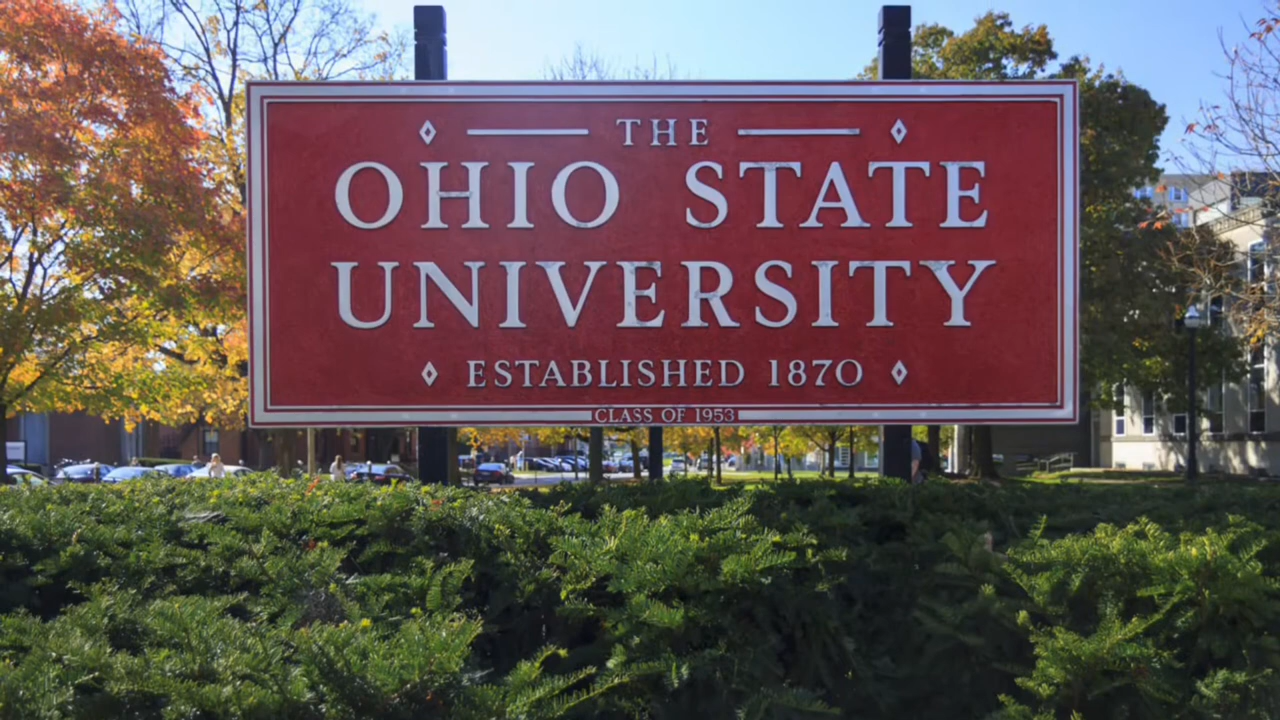 THE
OHIO STATE
UNIVERSITY
ESTABLISHED 1870
CLASS OF 1953